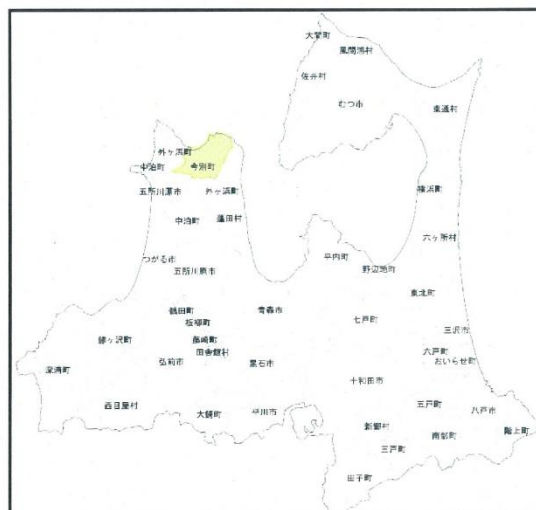 大間町
風間浦村
佐井村
むつ市
東通村
外ヶ浜町
中泊町
今別町
五所川原市
外ヶ浜町
横浜町
中泊町
蓬田村
六ヶ所村
平内町
つがる市
野辺地町
五所川原市
東北町
鶴田町
青森市
七戸町
板柳町
三沢市
鰺ヶ沢町
藤崎町
田舎館村
六戸町
おいらせ町
弘前市
黒石市
深浦町
十和田市
西目屋村
五戸町
大鰐町
平川市
八戸市
新郷村
南部町
階上町
三戸町
田子町